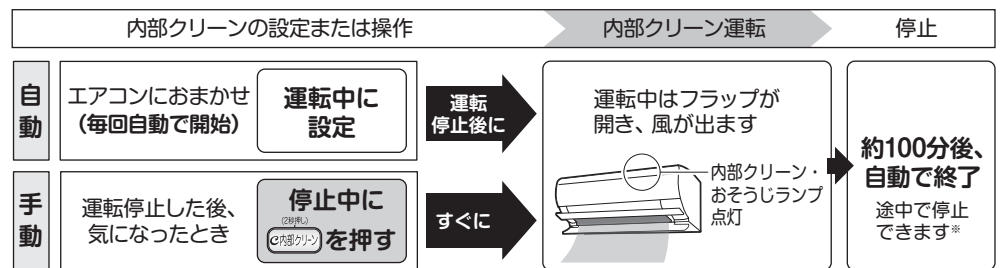 内部クリーンの設定または操作
内部クリーン運転
停止
自動
エアコンにおまかせ
(毎回自動で開始)
運転中に
設定
運転
停止後に
手動
運転停止した後、
気になったとき
停止中に
(2秒押し)
内部クリーン を押す
すぐに
運転中はフラップが
開き、風が出ます
内部クリーン・
おそうじランプ
点灯
約100分後、
自動で終了
途中で停止
できます※